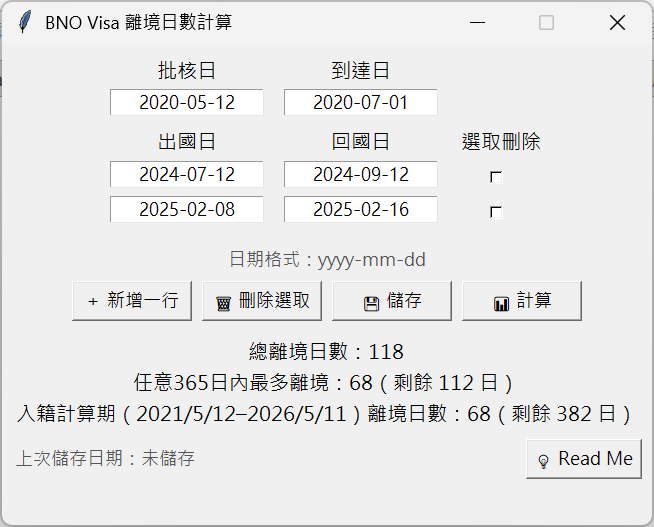 BNO Visa 離境日數計算
批核日 到達日
2020-05-12 2020-07-01
出國日 回國日 選取刪除
2024-07-12 2024-09-12
2025-02-08 2025-02-16
日期格式：yyyy-mm-dd
+ 新增一行 刪除選取 儲存 計算
總離境日數：118
任意365日內最多離境：68（剩餘 112 日）
入籍計算期（2021/5/12–2026/5/11）離境日數：68（剩餘 382 日）
上次儲存日期：未儲存 Read Me